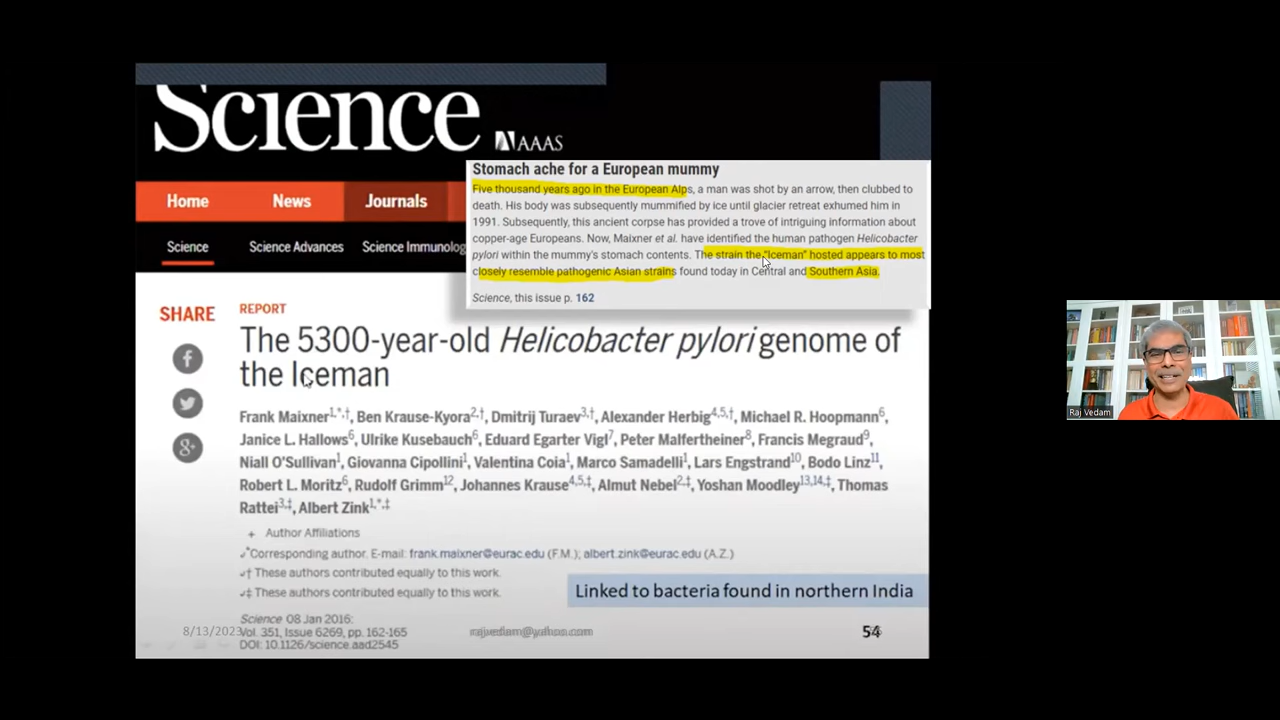 Science
AAAS
Home News Journals
Science Science Advances Science Immunolog
Stomach ache for a European mummy
Five thousand years ago in the European Alps, a man was shot by an arrow, then clubbed to
death. His body was subsequently mummified by ice until glacier retreat exhumed him in
1991. Subsequently, this ancient corpse has provided a trove of intriguing information about
copper-age Europeans. Now, Maixner et al. have identified the human pathogen Helicobacter
pylori within the mummy's stomach contents. The strain the "Iceman" hosted appears to most
closely resemble pathogenic Asian strains found today in Central and Southern Asia.
Science, this issue p. 162
SHARE
REPORT
The 5300-year-old Helicobacter pylori genome of
the Iceman
Frank Maixner1,*,†, Ben Krause-Kyora2,†, Dmitrij Turaev3,†, Alexander Herbig4,5,†, Michael R. Hoopmann6,
Janice L. Hallows6, Ulrike Kusebauch6, Eduard Egarter Vigl7, Peter Malfertheiner8, Francis Megraud9,
Niall O'Sullivan1, Giovanna Cipollini1, Valentina Coia1, Marco Samadelli1, Lars Engstrand10, Bodo Linz11,
Robert L. Moritz6, Rudolf Grimm12, Johannes Krause4,5,‡, Almut Nebel2,‡, Yoshan Moodley13,14,‡, Thomas
Rattei3,‡, Albert Zink1,*,‡
+ Author Affiliations
*Corresponding author. E-mail: frank.maixner@eurac.edu (F.M.); albert.zink@eurac.edu (A.Z.)
† These authors contributed equally to this work.
‡ These authors contributed equally to this work.
Linked to bacteria found in northern India
Science 08 Jan 2016:
Vol. 351, Issue 6269, pp. 162-165
DOI: 10.1126/science.aad2545
8/13/2023
rajvedam@yahoo.com
54
Raj Vedam